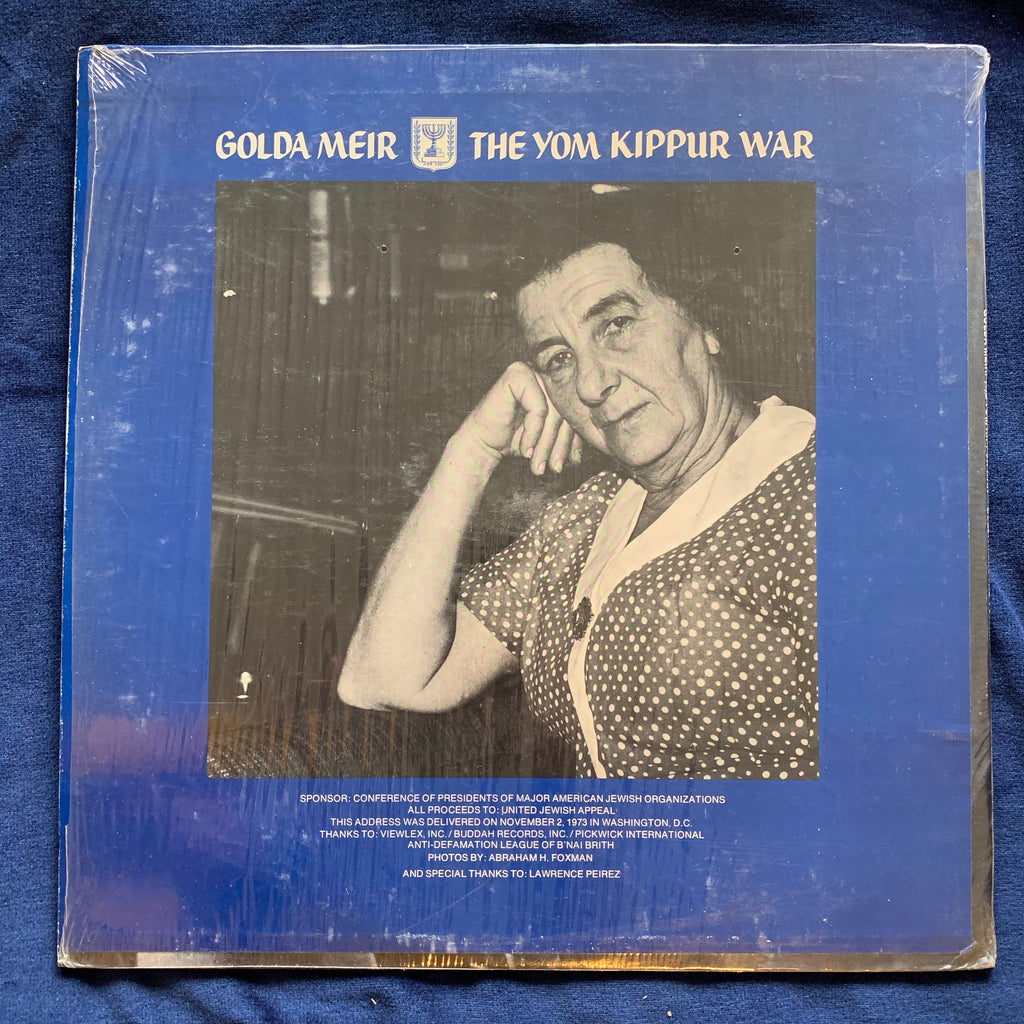 GOLDA MEIR THE YOM KIPPUR WAR
SPONSOR: CONFERENCE OF PRESIDENTS OF MAJOR AMERICAN JEWISH ORGANIZATIONS
ALL PROCEEDS TO: UNITED JEWISH APPEAL
THIS ADDRESS WAS DELIVERED ON NOVEMBER 2, 1973 IN WASHINGTON, D.C.
THANKS TO: VIEWLEX, INC. / BUDDAH RECORDS, INC. / PICKWICK INTERNATIONAL
ANTI-DEFAMATION LEAGUE OF B'NAI BRITH
PHOTOS BY: ABRAHAM H. FOXMAN
AND SPECIAL THANKS TO: LAWRENCE PEIREZ